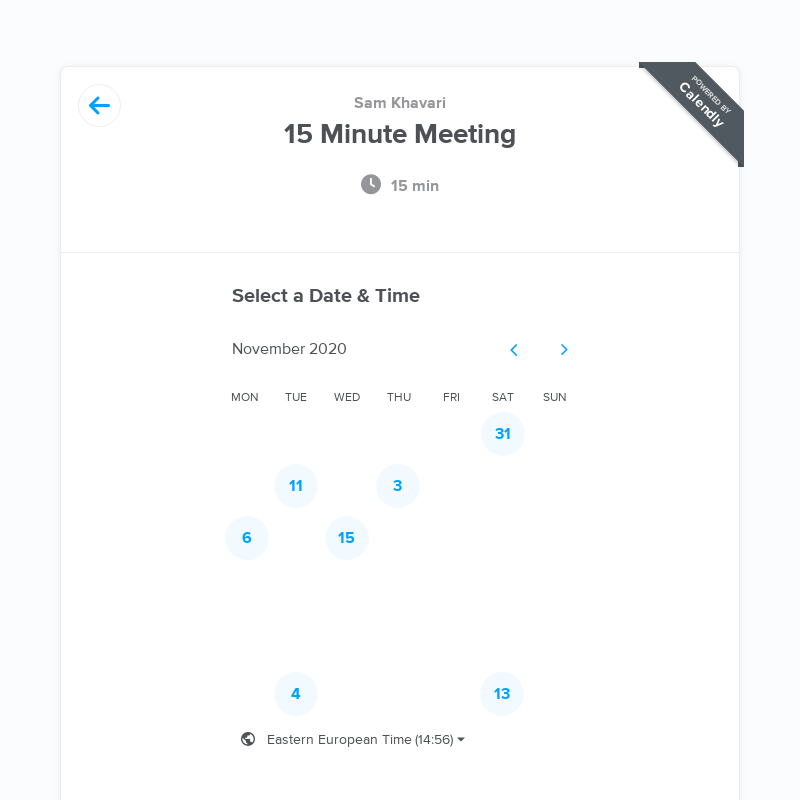 POWERED BY
Calendly
Sam Khavari
15 Minute Meeting
15 min
Select a Date & Time
November 2020
MON TUE WED THU FRI SAT SUN
31
11 3
6 15
4 13
Eastern European Time (14:56)